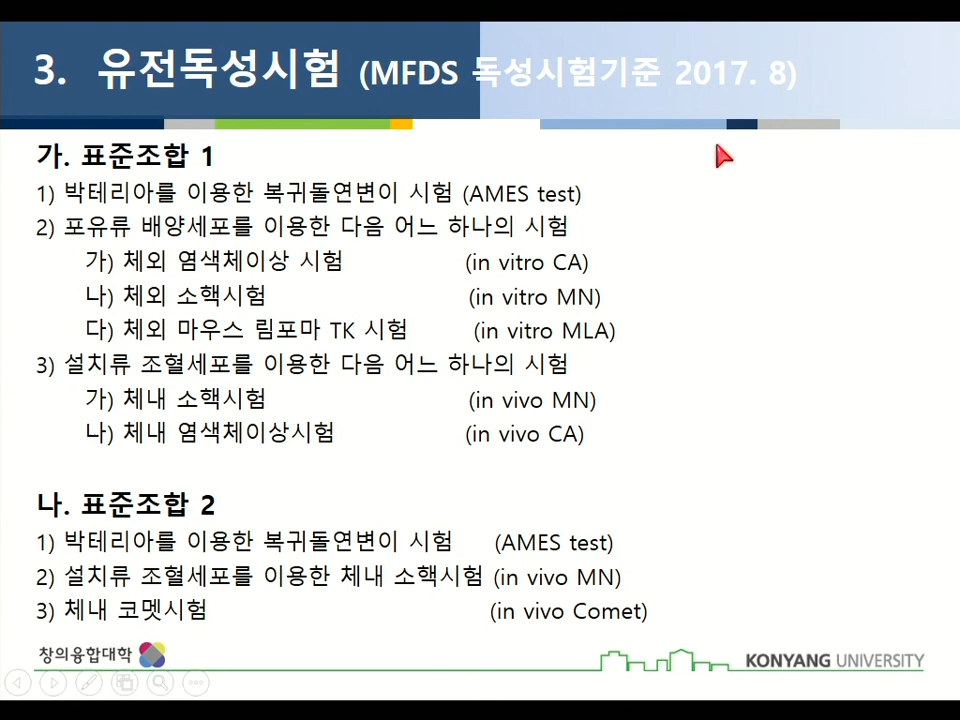 3. 유전독성시험 (MFDS 독성시험기준 2017. 8)
가. 표준조합 1
1) 박테리아를 이용한 복귀돌연변이 시험 (AMES test)
2) 포유류 배양세포를 이용한 다음 어느 하나의 시험
가) 체외 염색체이상 시험 (in vitro CA)
나) 체외 소핵시험 (in vitro MN)
다) 체외 마우스 림포마 TK 시험 (in vitro MLA)
3) 설치류 조혈세포를 이용한 다음 어느 하나의 시험
가) 체내 소핵시험 (in vivo MN)
나) 체내 염색체이상시험 (in vivo CA)
나. 표준조합 2
1) 박테리아를 이용한 복귀돌연변이 시험 (AMES test)
2) 설치류 조혈세포를 이용한 체내 소핵시험 (in vivo MN)
3) 체내 코멧시험 (in vivo Comet)
창의융합대학
KONYANG UNIVERSITY